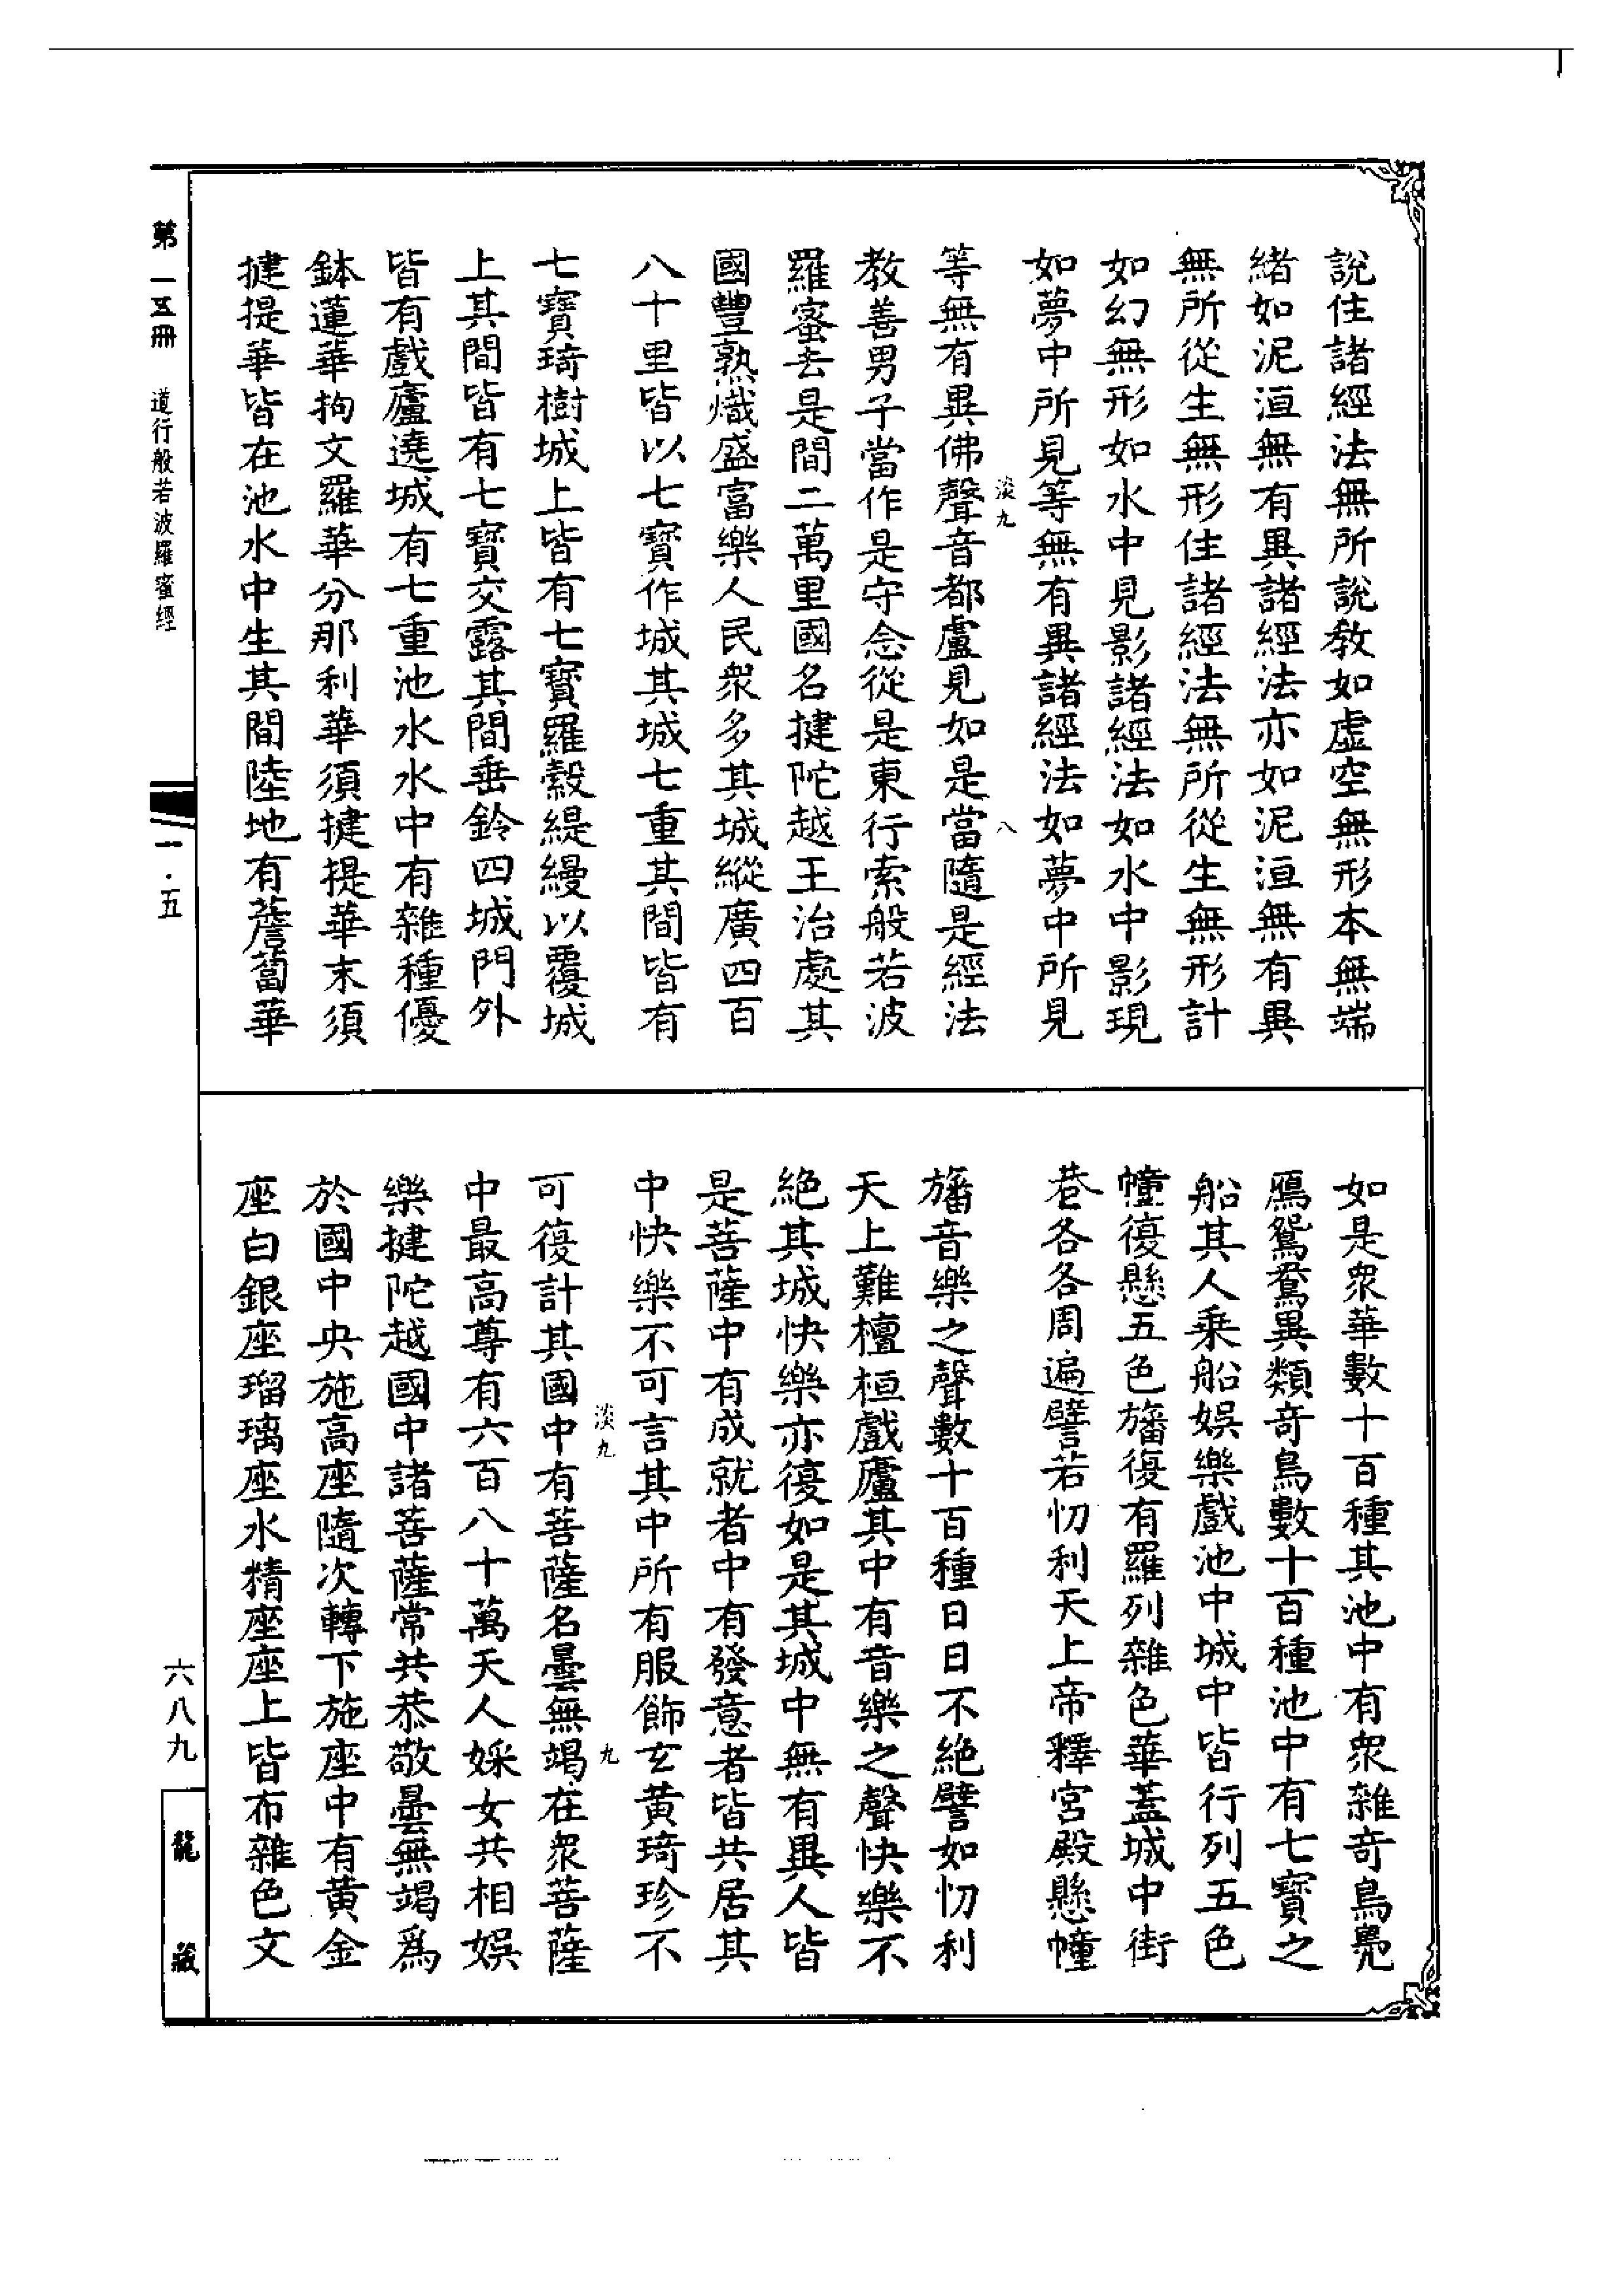 說住諸經法無所說敎如虛空無形本無端
緒如泥洹無有異諸經法亦如泥洹無有異
無所從生無形住諸經法無所從生無形計
如幻無形如水中見影諸經法如水中影現
如夢中所見等無有異諸經法如夢中所見
淡九
八
等無有異佛聲音都盧見如是當隨是經法
教善男子當作是守念從是東行索般若波
羅蜜去是間二萬里國名揵陀越王治處其
國豐熟熾盛富樂人民衆多其城縱廣四百
八十里皆以七寶作城其城七重其間皆有
七寶琦樹城上皆有七寶羅縠緹縵以覆城
上其間皆有七寶交露其間垂鈴四城門外
皆有戲廬遶城有七重池水水中有雜種優
鉢蓮華拘文羅華分那利華須揵提華末須
揵提華皆在池水中生其間陸地有薝蔔華
如是衆華數十百種其池中有衆雜奇鳥鳧
鴈鴛鴦異類奇鳥數十百種池中有七寶之
船其人乘船娛樂戲池中城中皆行列五色
幢復懸五色旛復有羅列雜色華蓋城中街
巷各各周遍譬若忉利天上帝釋宮殿懸幢
旛音樂之聲數十百種日日不絕譬如忉利
天上難檀桓戲廬其中有音樂之聲快樂不
絕其城快樂亦復如是其城中無有異人皆
是菩薩中有成就者中有發意者皆共居其
中快樂不可言其中所有服飾玄黃琦珍不
淡九
九
可復計其國中有菩薩名曇無竭在衆菩薩
中最高尊有六百八十萬天人婇女共相娛
樂揵陀越國中諸菩薩常共恭敬曇無竭爲
於國中央施高座隨次轉下施座中有黃金
座白銀座瑠璃座水精座座上皆布雜色文
第一五冊 道行般若波羅蜜經
一·五
六八九
龍藏